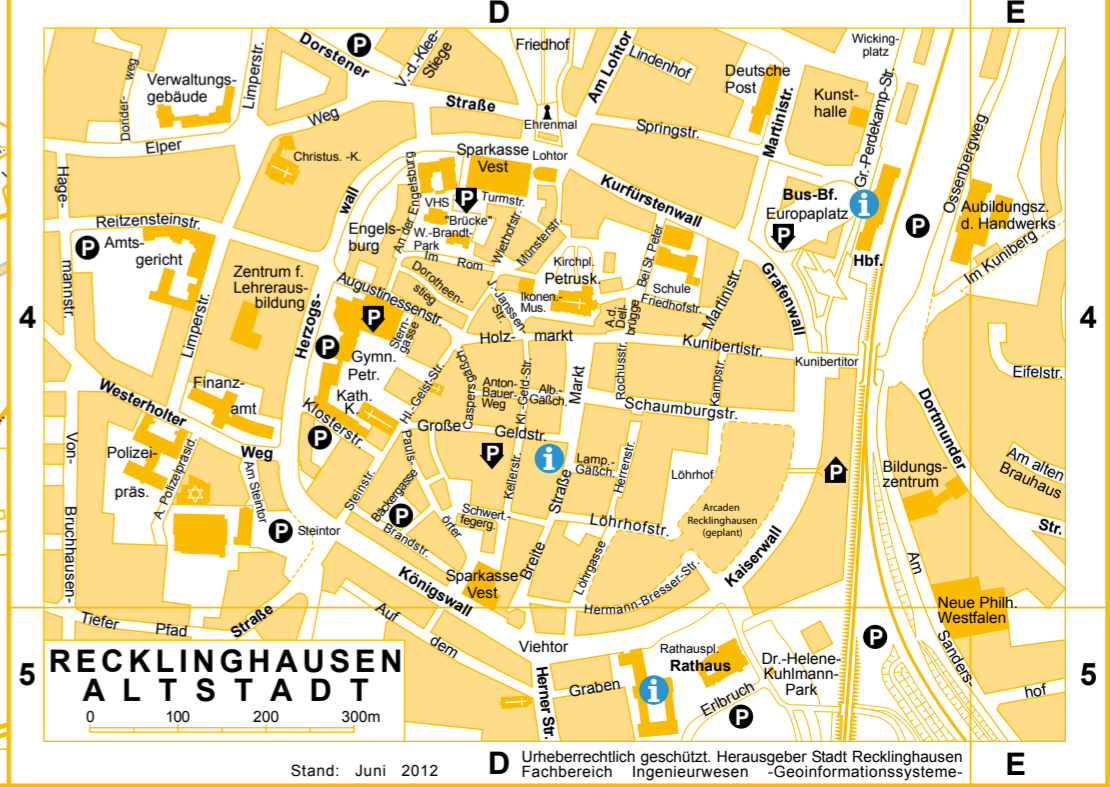 D
E
Friedhof
Wicking-
platz
Dorstener
P
V.-d.-Klee-
Stiege
Am Lohtor
Lindenhof
Donder-
weg
Verwaltungs-
gebäude
Limperstr.
Deutsche
Post
Martinistr.
Kunst-
halle
Gr.-Perdekamp-Str.
Ossenbergweg
Weg
Straße
Ehrenmal
Springstr.
Elper
Christus. -K.
Sparkasse
Vest
Lohtor
Hage-
mannstr.
wall
An der Engelsburg
VHS
P
Turmstr.
"Brücke"
W.-Brandt-
Park
Kurfürstenwall
Bus-Bf.
Europaplatz
i
P
P
Aubildungsz.
d. Handwerks
Reitzensteinstr.
P
Amts-
gericht
Engels-
burg
Im
Rom
Wiethofstr.
Münsterstr.
Kirchpl.
Petrusk.
Bei St. Peter
Schule
Hbf.
Im Kuniberg
Zentrum f.
Lehreraus-
bildung
Augustinessenstr.
Dorotheen-
stieg
J.-Janssen-
Str.
Ikonen.-
Mus.
A.d.
Dell-
brügge
Friedhofstr.
Martinistr.
Grafenwall
4
Limperstr.
Herzogs-
P
P
Stern-
gasse
Holz-
markt
Kunibertistr.
Kunibertitor
4
Gymn.
Petr.
Caspersgäßch.
Markt
Rochusstr.
Kampstr.
Eifelstr.
Westerholter
Finanz-
amt
Kath.
K.
Hl.-Geist-Str.
Anton-
Bauer-
Weg
Kl.-Geld-Str.
Alb.-
Gäßch.
Schaumburgstr.
Dortmunder
Klosterstr.
P
Große
Geldstr.
Weg
Von-
Bruchhausen-
Polizei-
präs.
A. Polizeipräsid.
Am Steintor
Steinstr.
Pauls-
örter
P
i
Kellerstr.
Lamp.-
Gäßch.
Herrenstr.
Löhrhof
P
Bildungs-
zentrum
Am alten
Brauhaus
Bäckergasse
P
Schwert-
fegerg.
Straße
Arcaden
Recklinghausen
(geplant)
P
Steintor
Brandstr.
Löhrhofstr.
Str.
Königswall
Sparkasse
Vest
Breite
Löhrgasse
Hermann-Bresser-Str.
Kaiserwall
Am
Neue Philh.
Westfalen
Tiefer
Pfad
Straße
Auf
dem
Viehtor
Rathauspl.
Rathaus
P
Sanders-
hof
5
RECKLINGHAUSEN
ALTSTADT
0 100 200 300m
Herner Str.
Graben
i
Erlbruch
P
Dr.-Helene-
Kuhlmann-
Park
5
Stand: Juni 2012
D
Urheberrechtlich geschützt. Herausgeber Stadt Recklinghausen
Fachbereich Ingenieurwesen -Geoinformationssysteme-
E